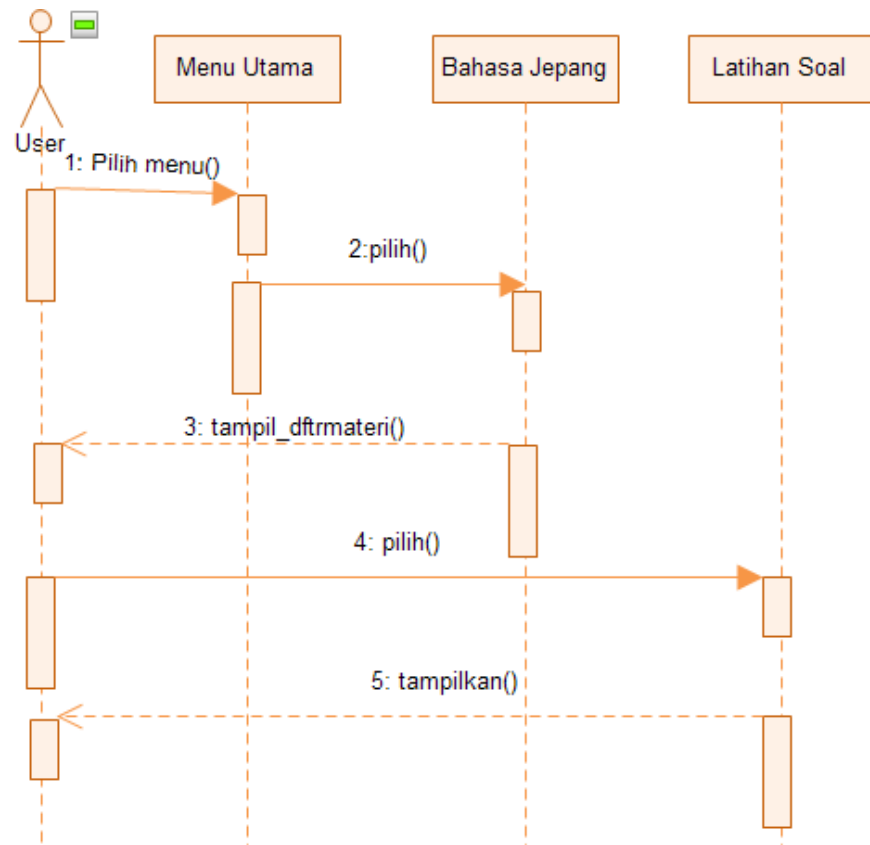 Menu Utama
Bahasa Jepang
Latihan Soal
User
1: Pilih menu()
2:pilih()
3: tampil_dftrmateri()
4: pilih()
5: tampilkan()